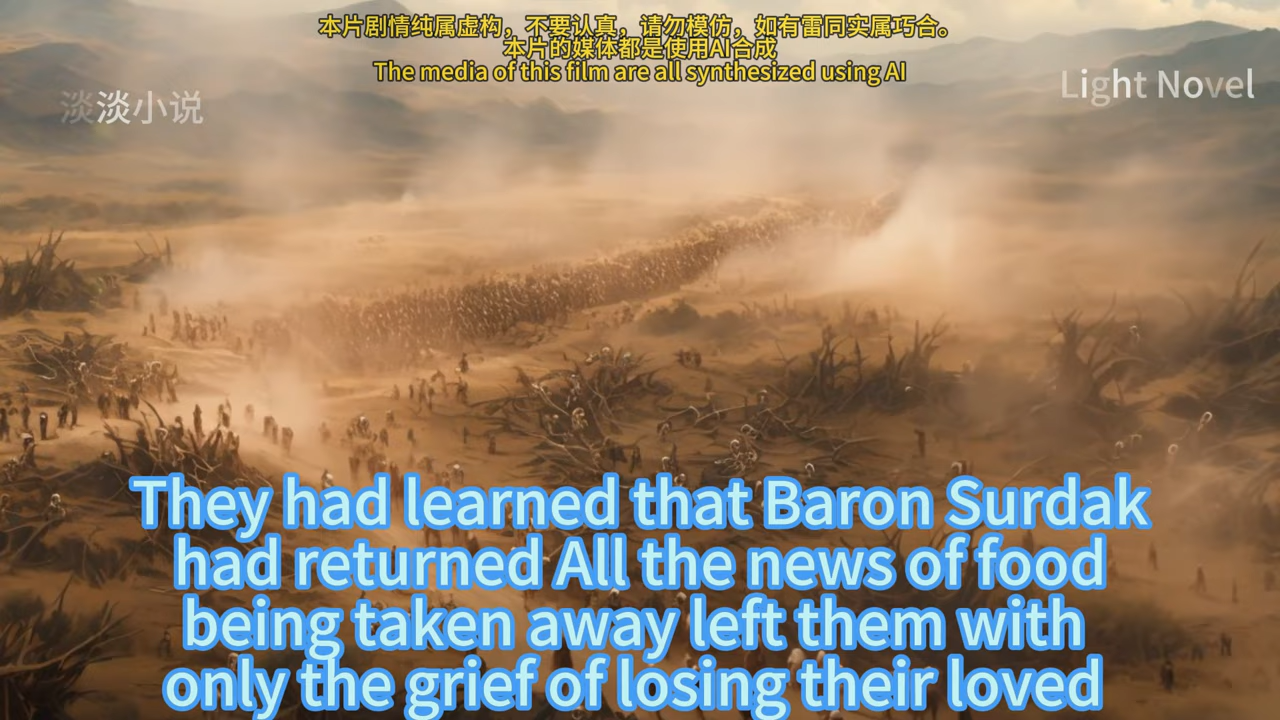 本片剧情纯属虚构，不要认真，请勿模仿，如有雷同实属巧合。
本片的媒体都是使用AI合成
The media of this film are all synthesized using AI
淡淡小说
Light Novel
They had learned that Baron Surdak
had returned All the news of food
being taken away left them with
only the grief of losing their loved